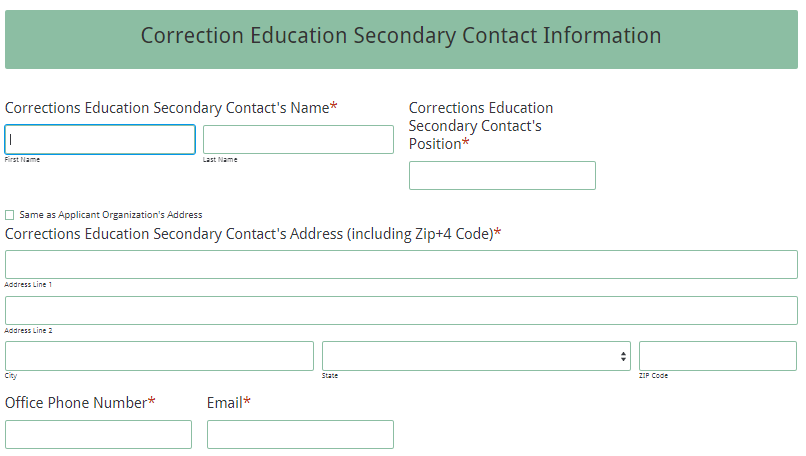 Correction Education Secondary Contact Information
Corrections Education Secondary Contact's Name*
First Name
Last Name
Corrections Education
Secondary Contact's
Position*
Same as Applicant Organization's Address
Corrections Education Secondary Contact's Address (including Zip+4 Code)*
Address Line 1
Address Line 2
City
State
ZIP Code
Office Phone Number*
Email*